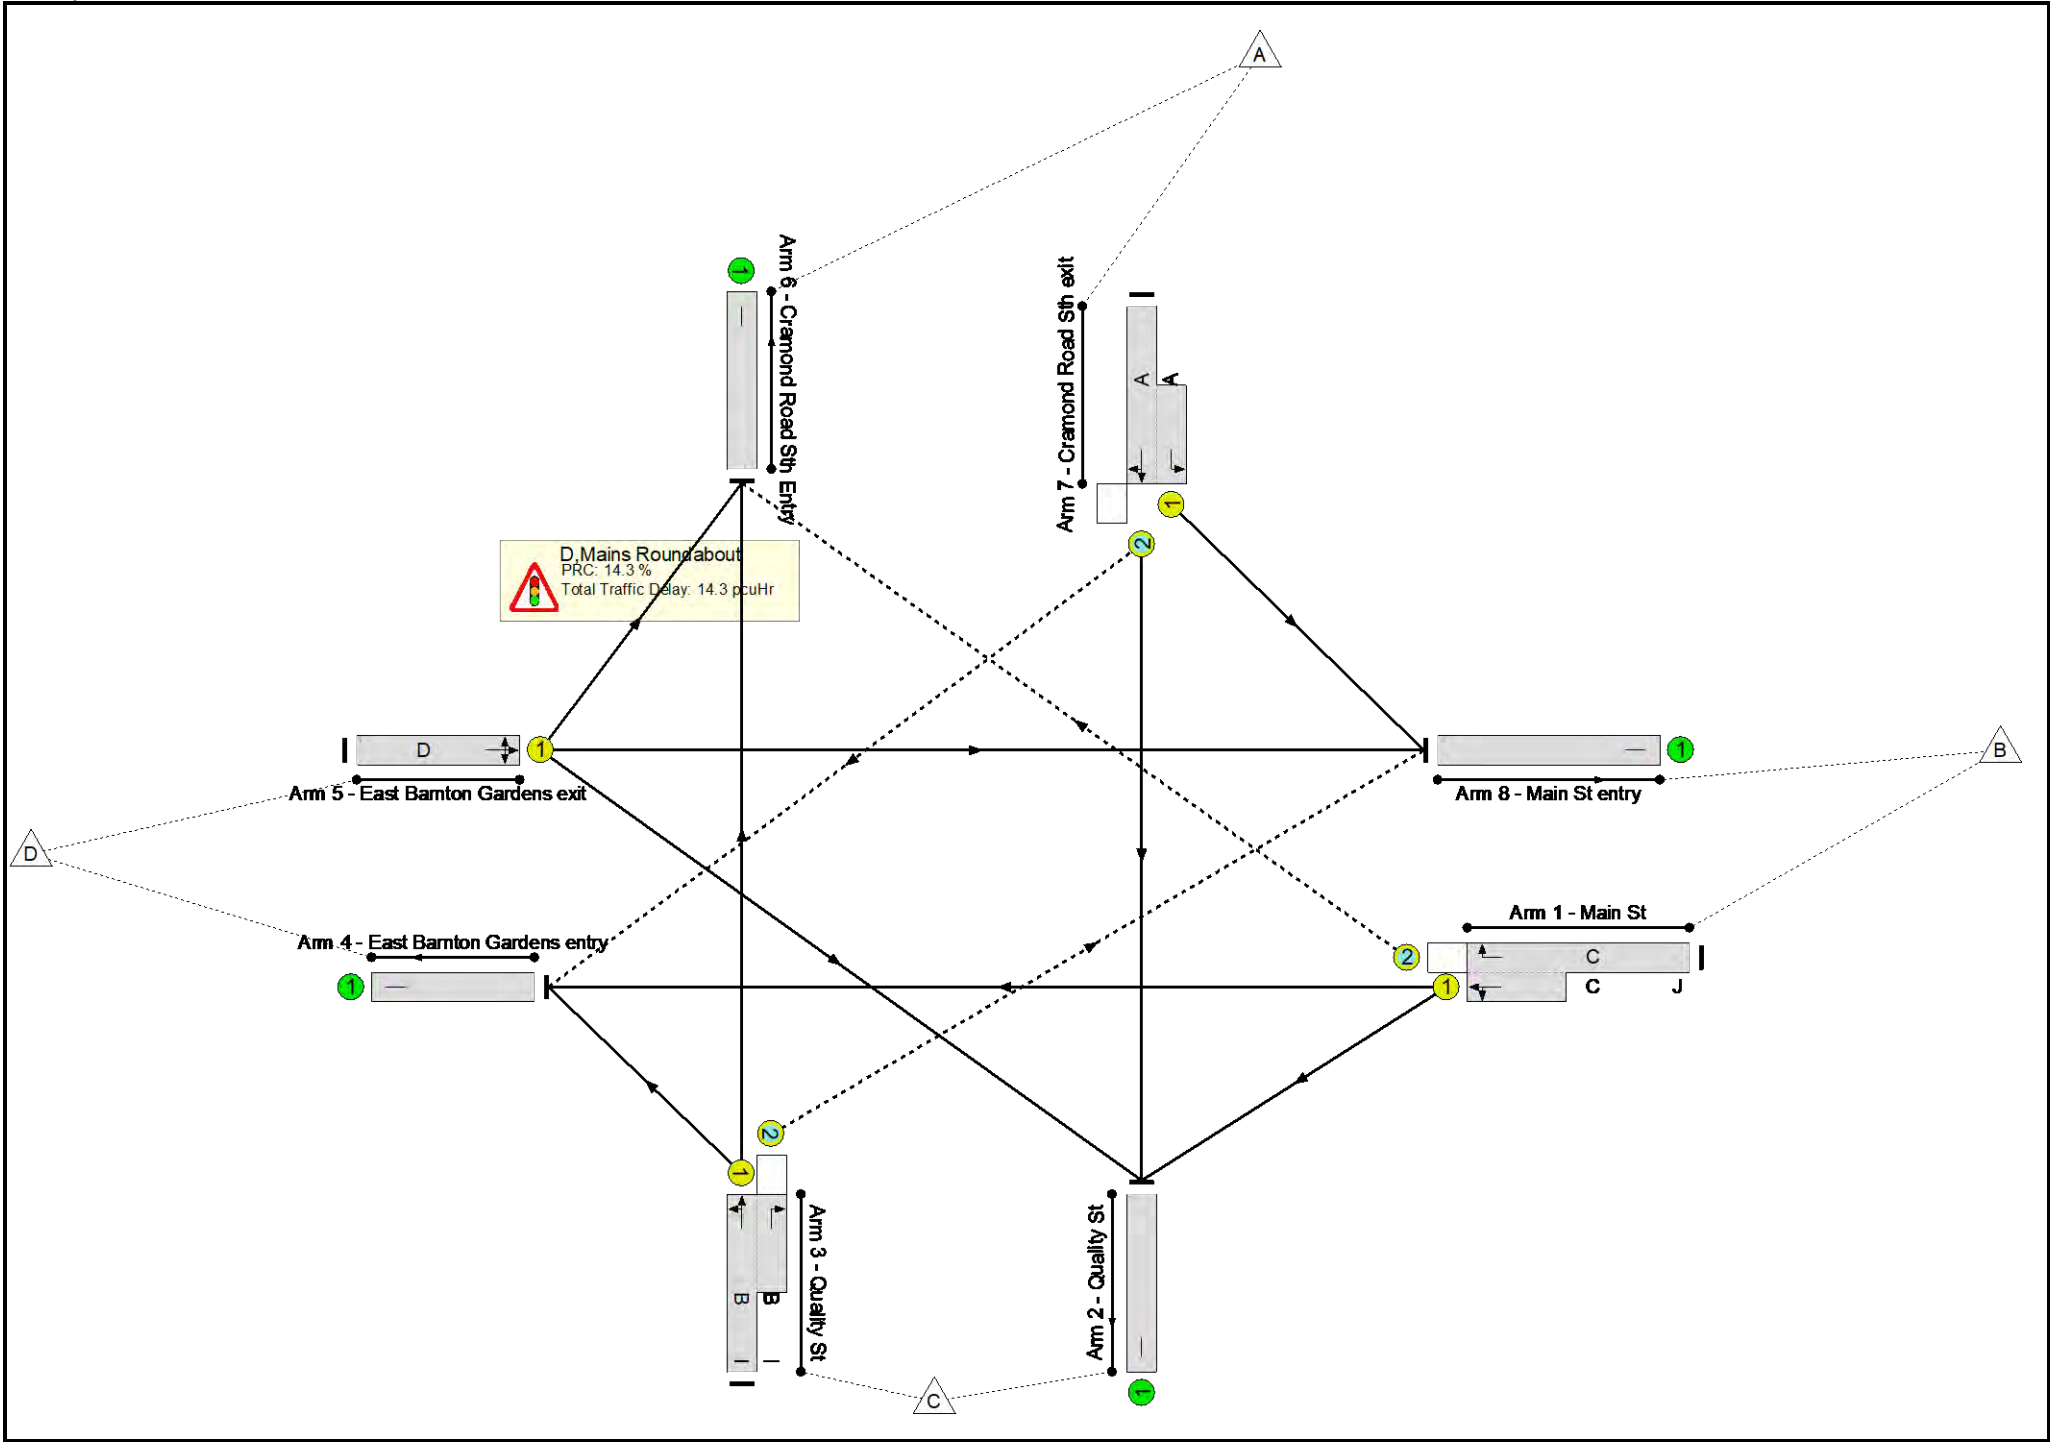 A
Arm 6 - Cramond Road Sth Entry
1
Arm 7 - Cramond Road Sth exit
A
A
1
2
D,Mains Roundabout
PRC: 14.3 %
Total Traffic Delay: 14.3 pcuHr
D
1
Arm 5 - East Barnton Gardens exit
1
Arm 8 - Main St entry
B
D
Arm 4 - East Barnton Gardens entry
1
Arm 1 - Main St
2
C
1
C
J
2
1
Arm 3 - Quality St
B
B
I
I
Arm 2 - Quality St
1
C